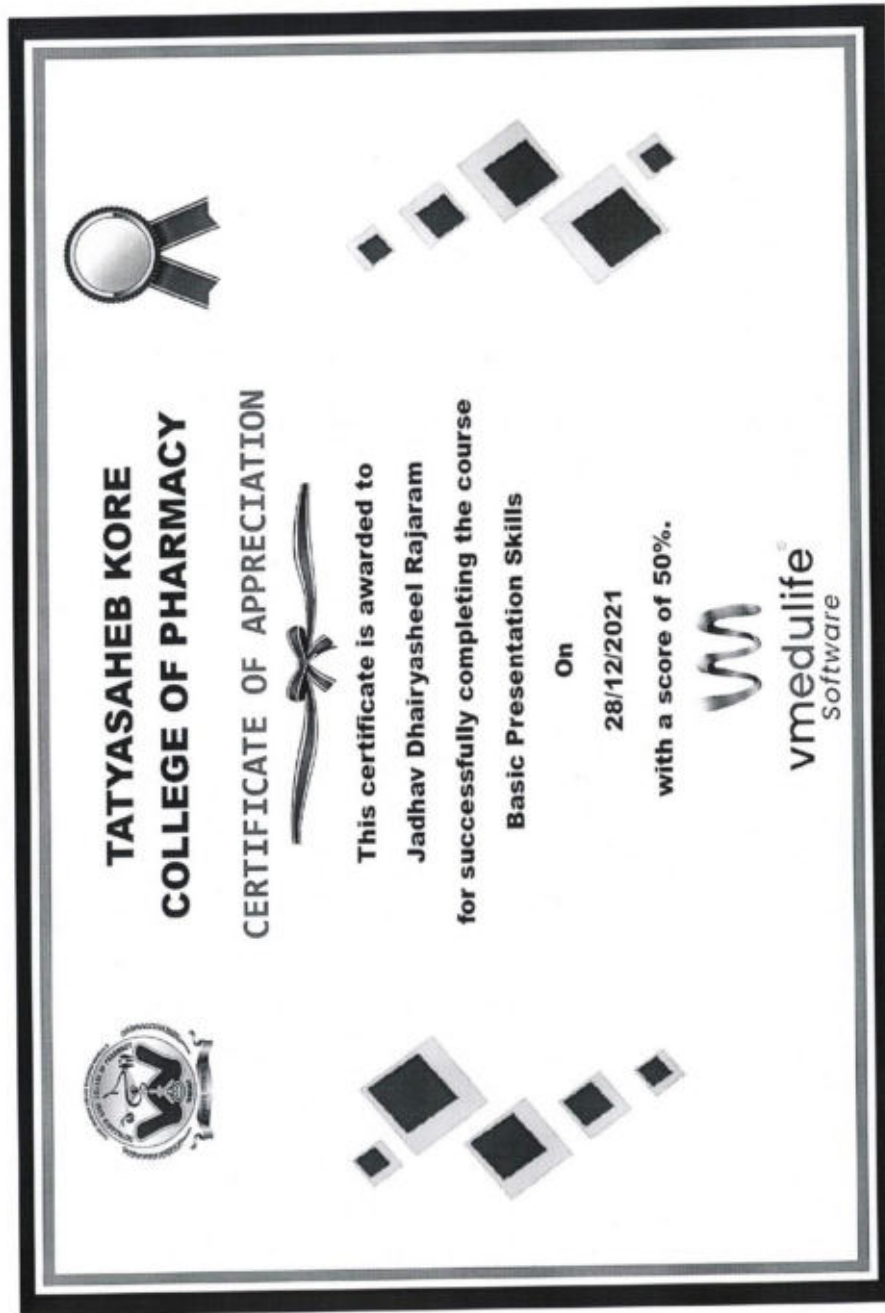 TATYASAHEB KORE
COLLEGE OF PHARMACY
CERTIFICATE OF APPRECIATION
This certificate is awarded to
Jadhav Dhairyasheel Rajaram
for successfully completing the course
Basic Presentation Skills
On
28/12/2021
with a score of 50%.
vmedulife®
Software